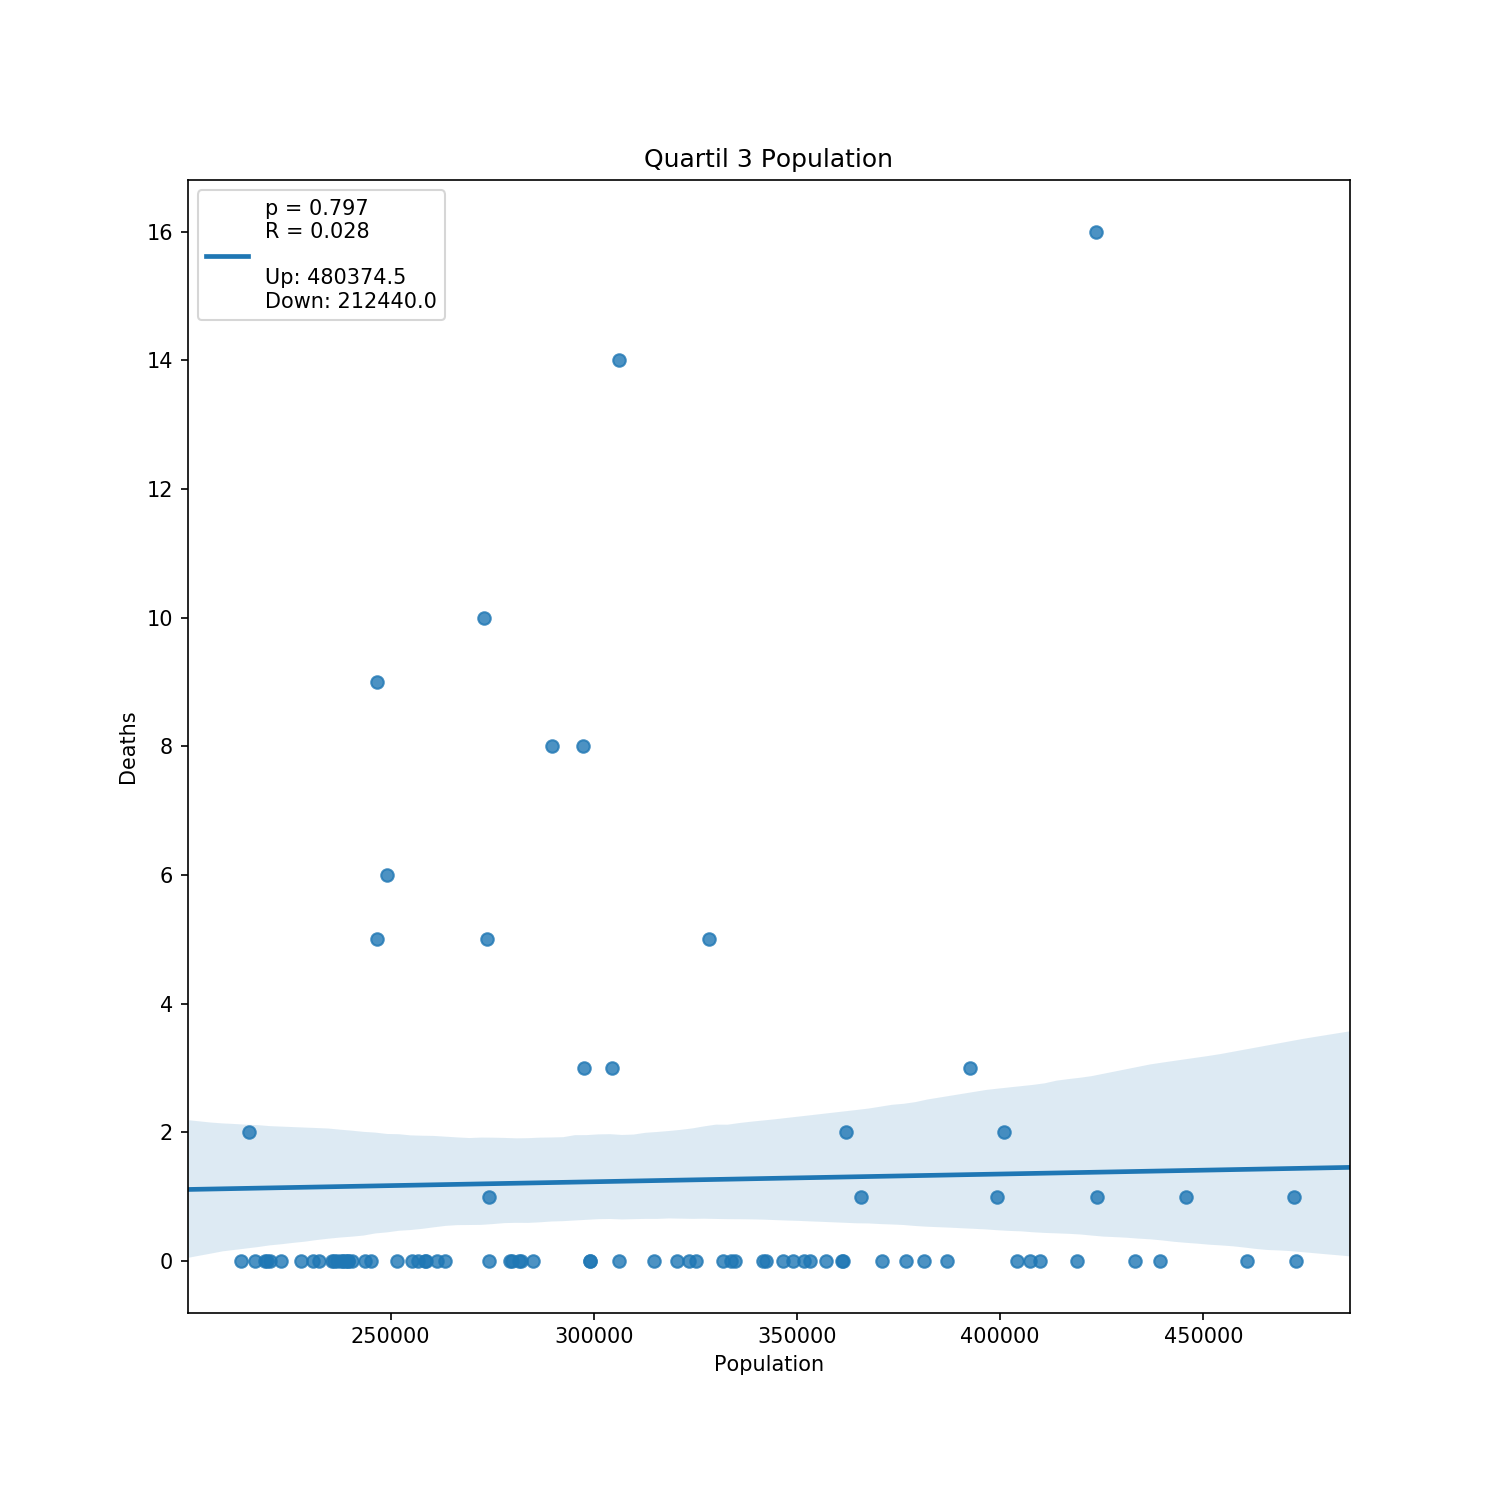 Quartil 3 Population
p = 0.797
R = 0.028
Up: 480374.5
Down: 212440.0
16
14
12
10
8
6
4
2
0
Deaths
250000 300000 350000 400000 450000
Population